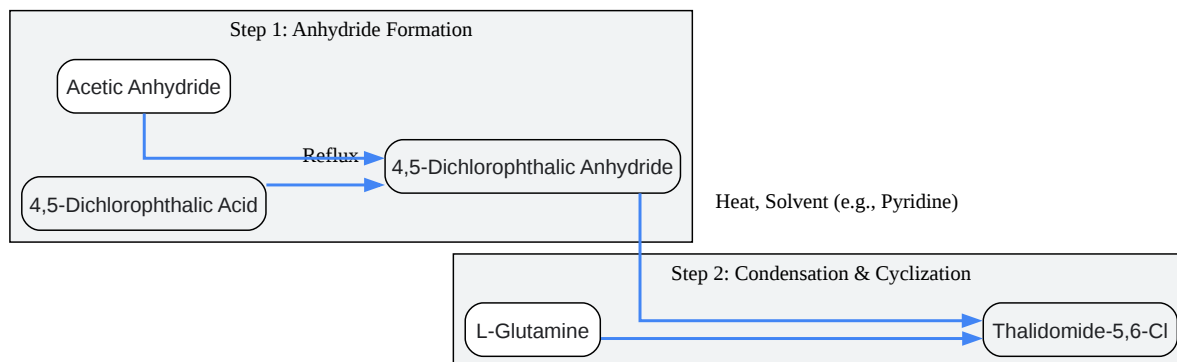 Step 1: Anhydride Formation
Acetic Anhydride
Reflux
4,5-Dichlorophthalic Anhydride
4,5-Dichlorophthalic Acid
Heat, Solvent (e.g., Pyridine)
Step 2: Condensation & Cyclization
L-Glutamine
Thalidomide-5,6-Cl